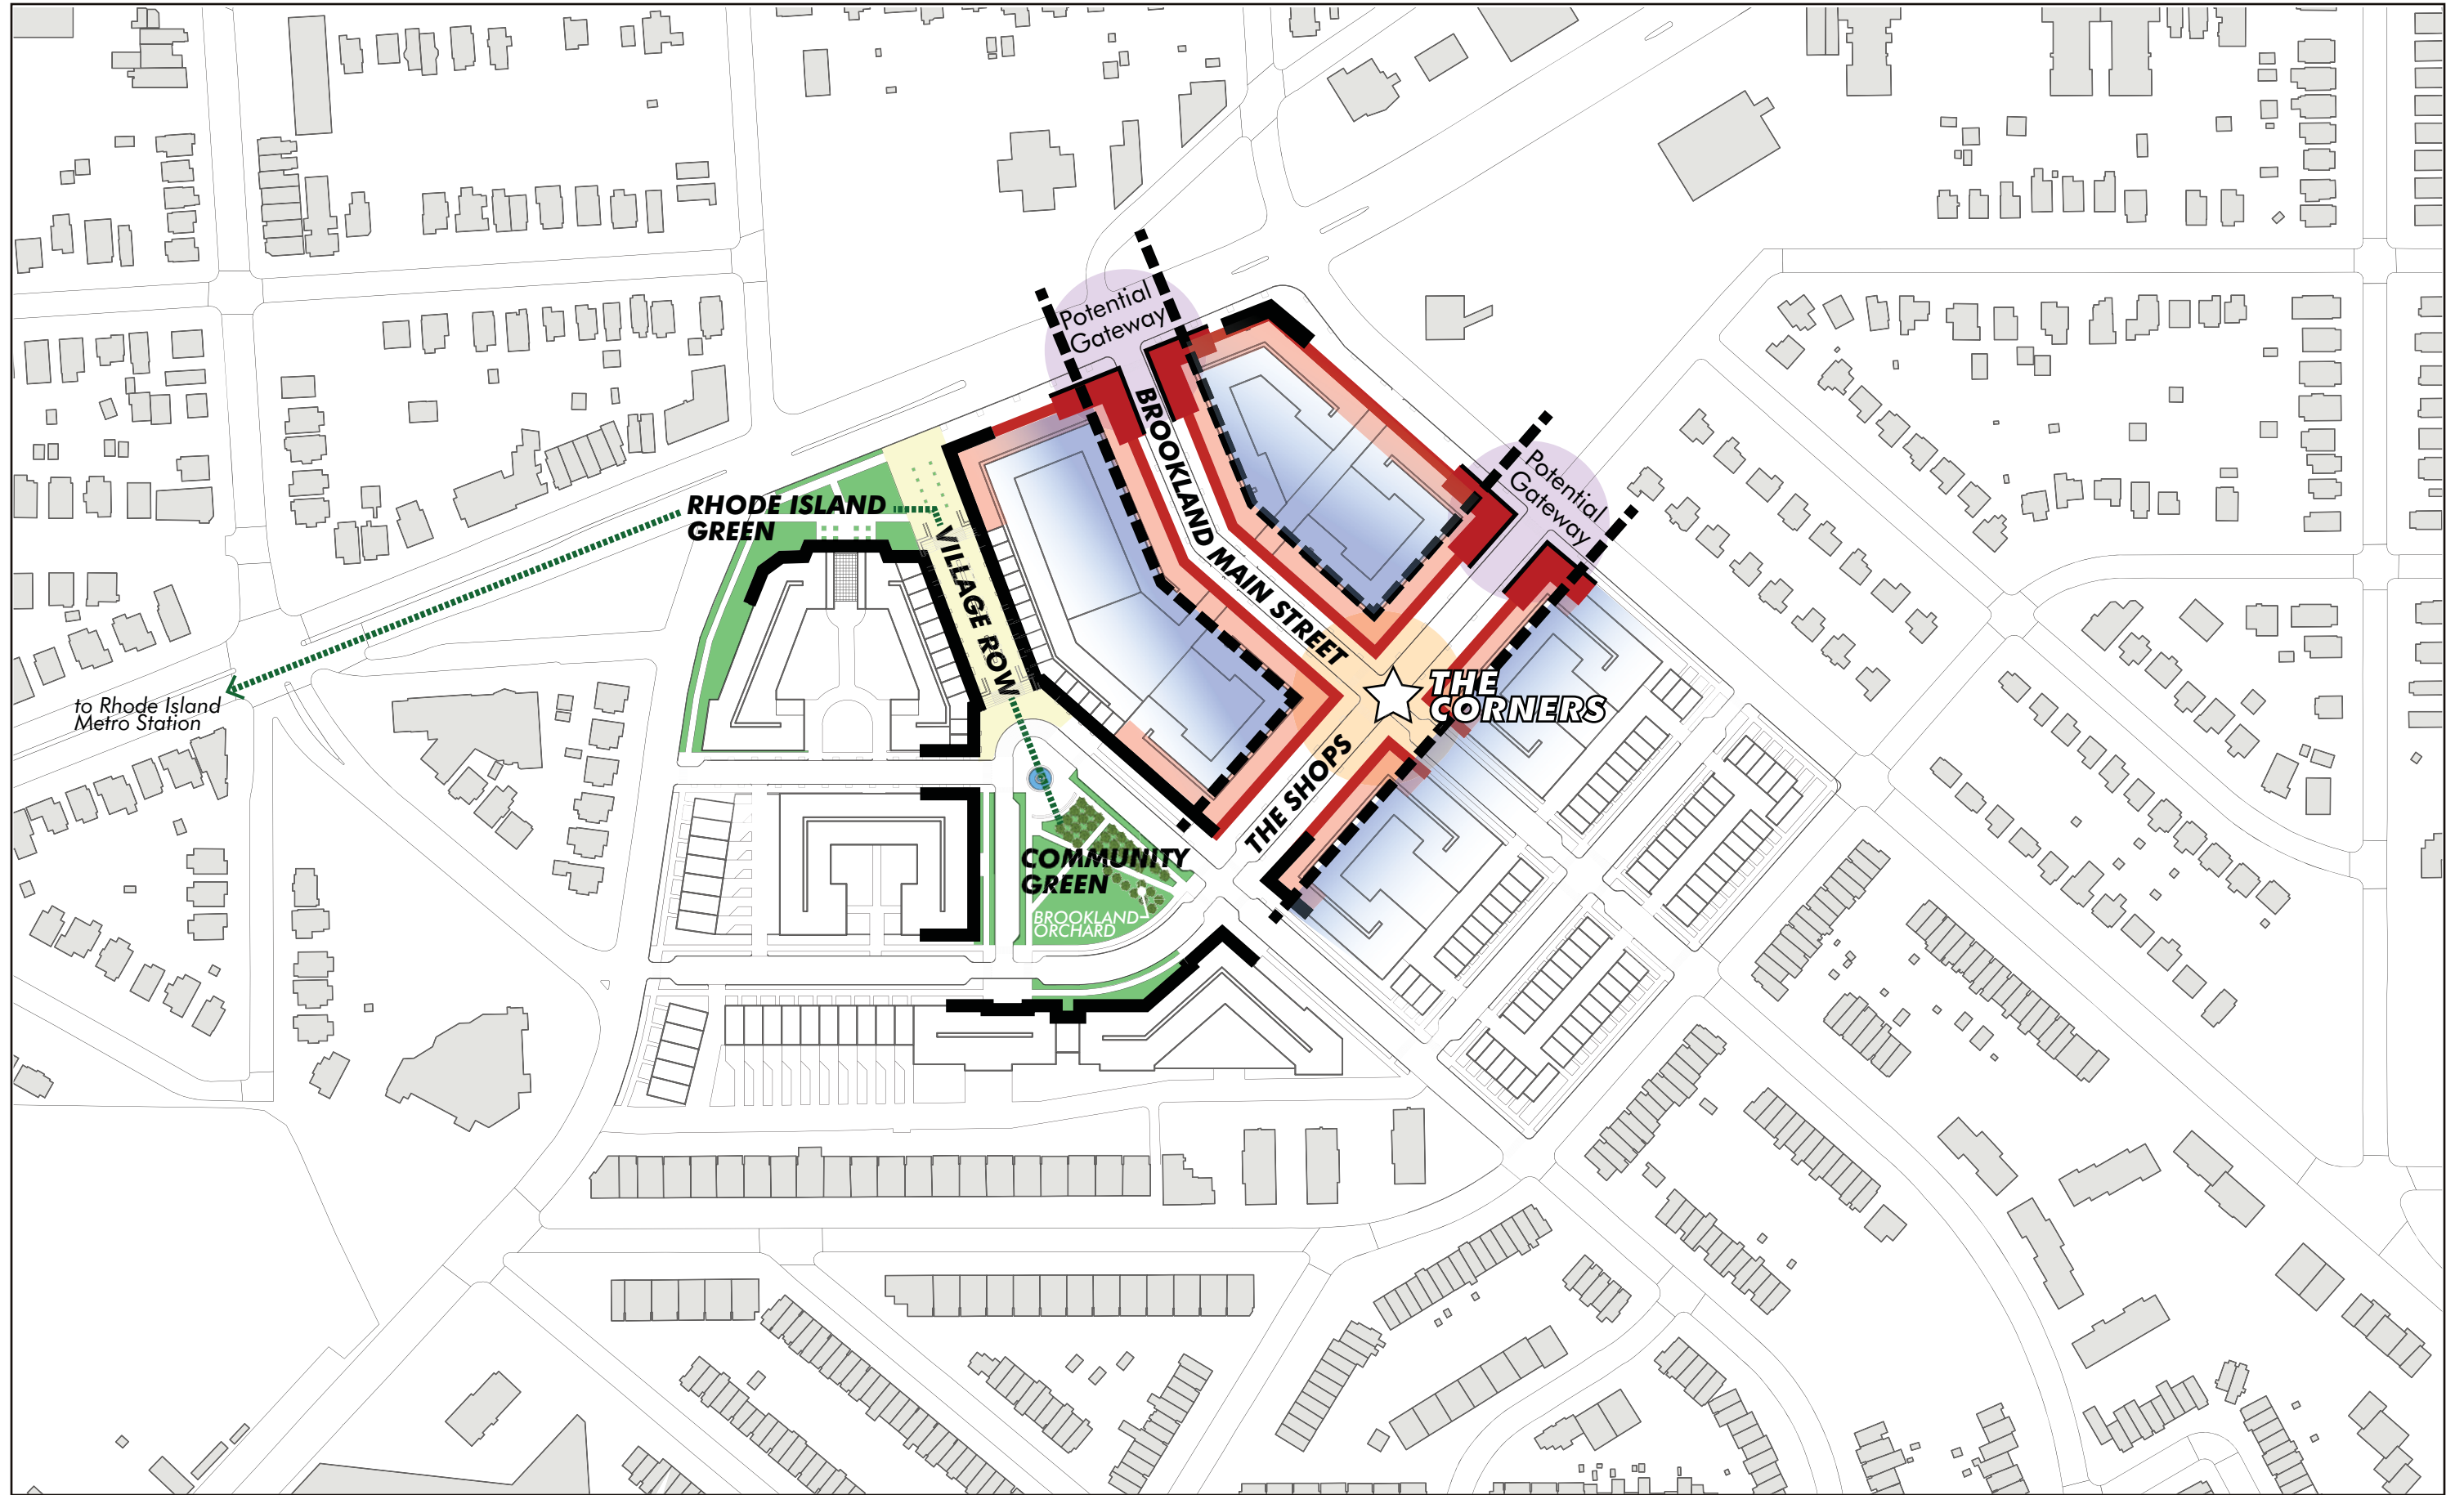 Potential
Gateway
BROOKLAND MAIN STREET
Potential
Gateway
RHODE ISLAND
GREEN
VILLAGE ROW
to Rhode Island
Metro Station
THE
CORNERS
THE SHOPS
COMMUNITY
GREEN
BROOKLAND
ORCHARD